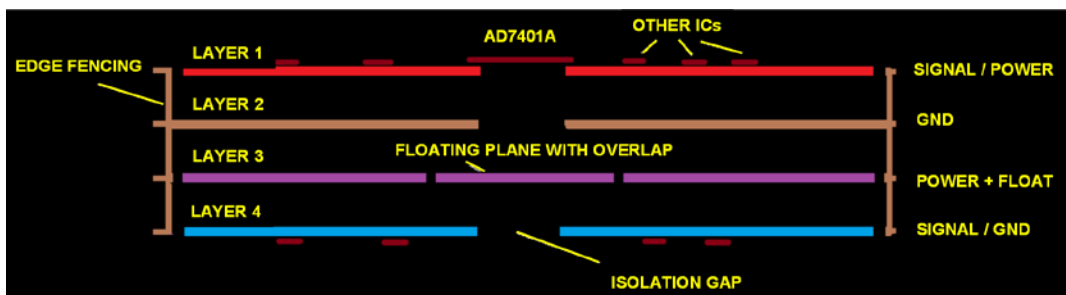 OTHER ICs
AD7401A
LAYER 1
EDGE FENCING
SIGNAL / POWER
LAYER 2
GND
FLOATING PLANE WITH OVERLAP
LAYER 3
POWER + FLOAT
LAYER 4
SIGNAL / GND
ISOLATION GAP